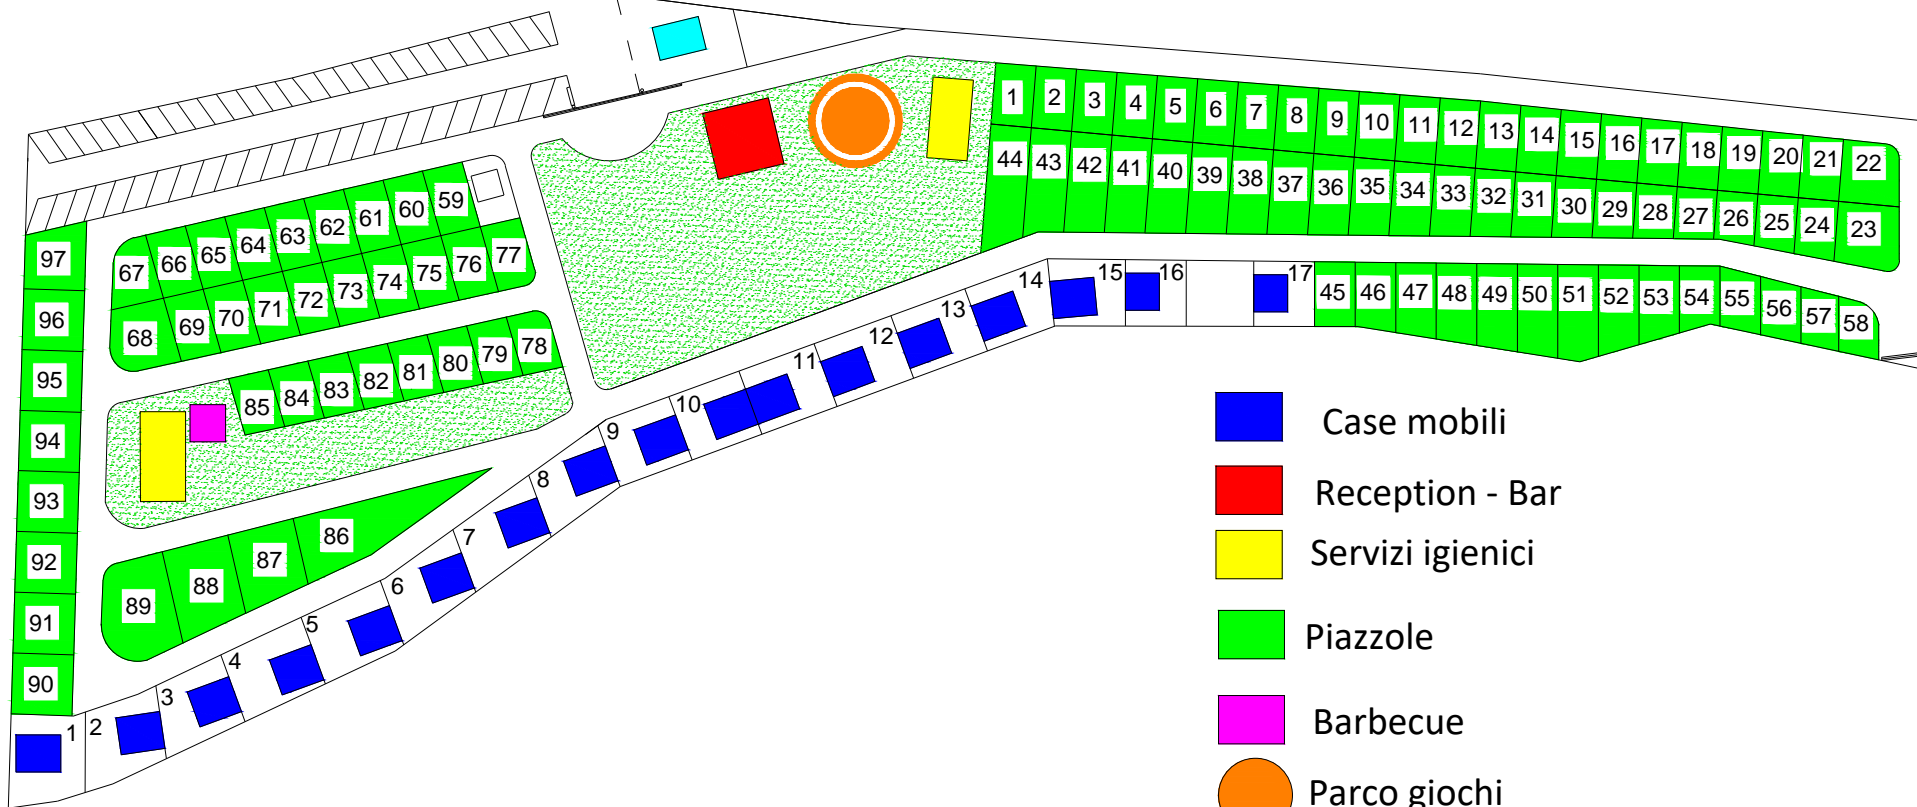 1 2 3 4 5 6 7 8 9 10 11 12 13 14 15 16 17 18 19 20 21 22
44 43 42 41 40 39 38 37 36 35 34 33 32 31 30 29 28 27 26 25 24 23
67 66 65 64 63 62 61 60 59
68 69 70 71 72 73 74 75 76 77
85 84 83 82 81 80 79 78
45 46 47 48 49 50 51 52 53 54 55 56 57 58
97
96
95
94
93
92
91
90
89 88 87 86
1 2 3 4 5 6 7 8 9 10 11 12 13 14 15 16 17
Case mobili
Reception - Bar
Servizi igienici
Piazzole
Barbecue
Parco giochi